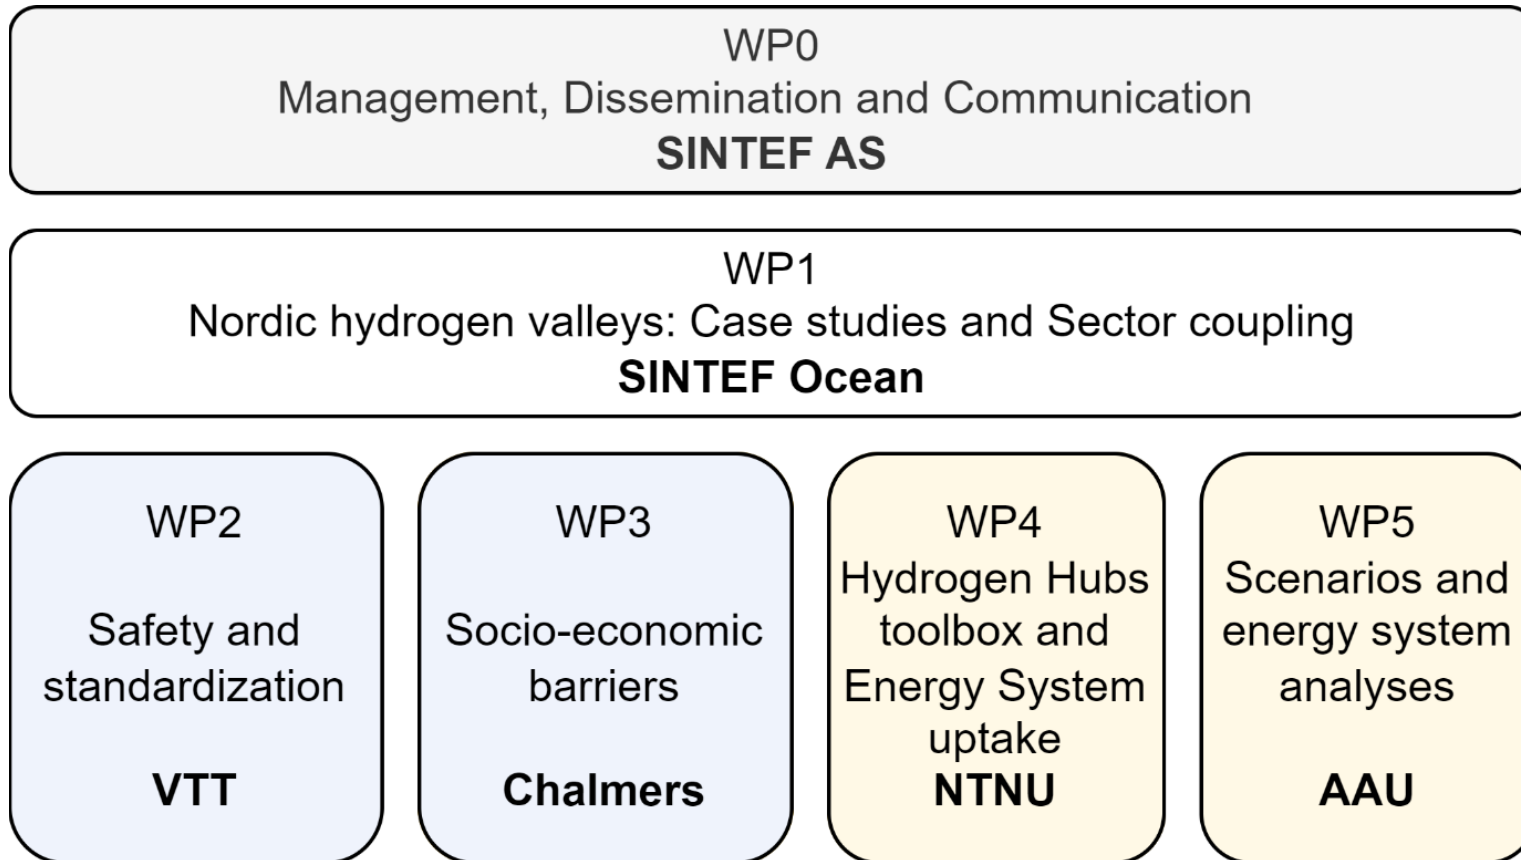 WP0
Management, Dissemination and Communication
SINTEF AS
WP1
Nordic hydrogen valleys: Case studies and Sector coupling
SINTEF Ocean
WP2
Safety and
standardization
VTT
WP3
Socio-economic
barriers
Chalmers
WP4
Hydrogen Hubs
toolbox and
Energy System
uptake
NTNU
WP5
Scenarios and
energy system
analyses
AAU